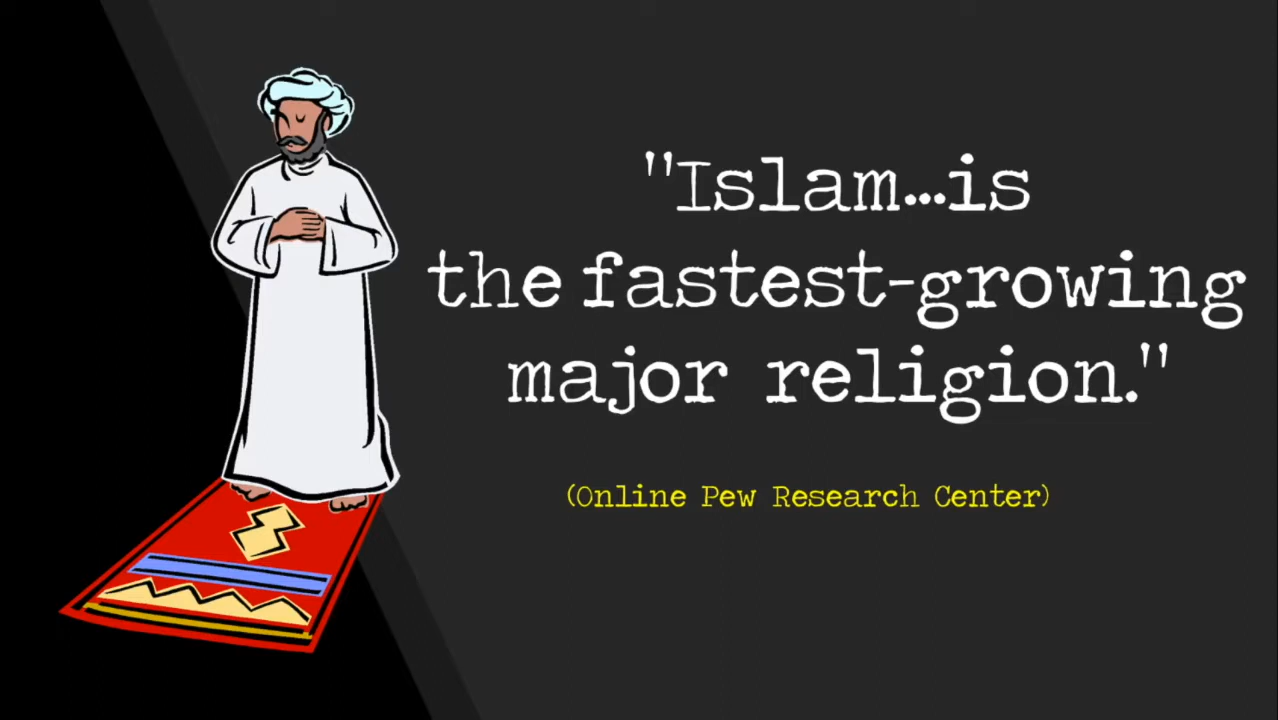 "Islam...is
the fastest-growing
major religion."
(Online Pew Research Center)